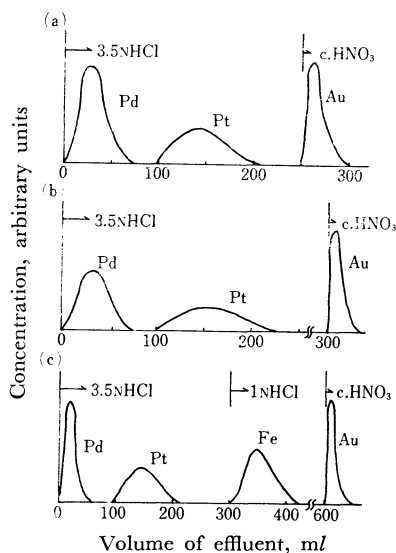 Concentration, arbitrary units
(a)
3.5NHCl
c.HNO3
Pd
Pt
Au
0 100 200 300
(b)
3.5NHCl
c.HNO3
Pd
Pt
Au
0 100 200 300
(c)
3.5NHCl
1NHCl
c.HNO3
Pd
Pt
Fe
Au
0 100 200 300 400 600
Volume of effluent, ml